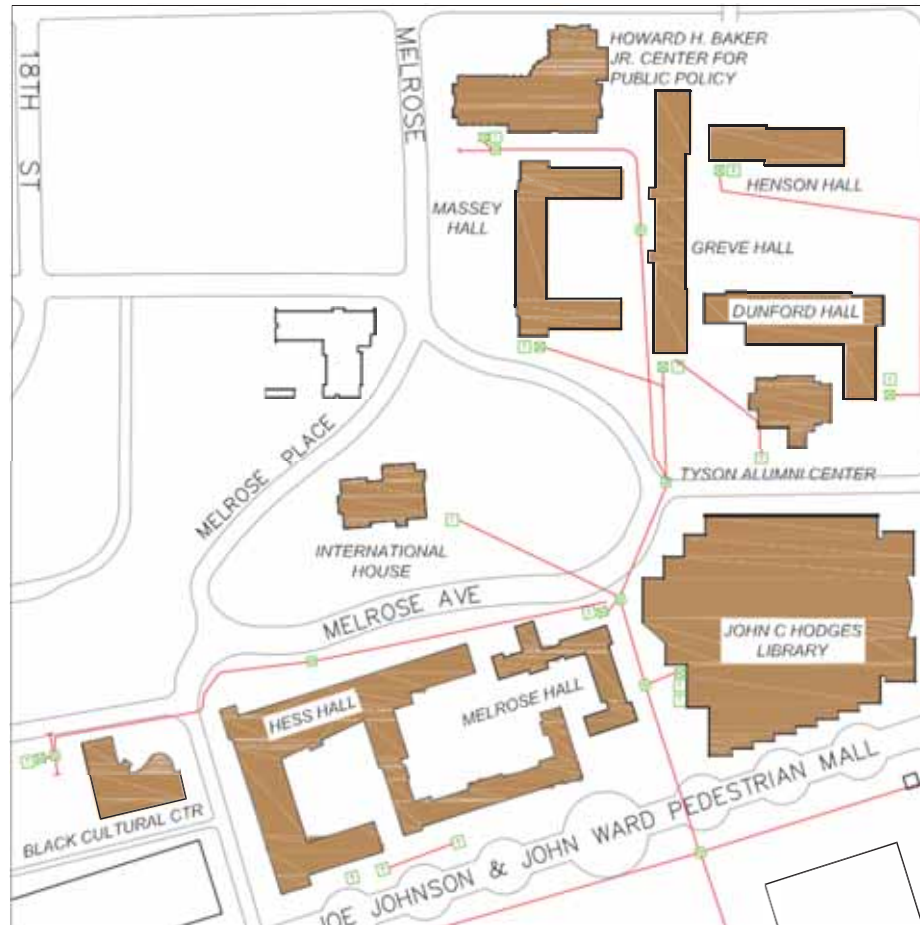 18TH ST
MELROSE
HOWARD H. BAKER
JR. CENTER FOR
PUBLIC POLICY
HENSON HALL
MASSEY
HALL
GREVE HALL
DUNFORD HALL
MELROSE PLACE
TYSON ALUMNI CENTER
INTERNATIONAL
HOUSE
MELROSE AVE
JOHN C HODGES
LIBRARY
HESS HALL
MELROSE HALL
BLACK CULTURAL CTR
JOE JOHNSON & JOHN WARD PEDESTRIAN MALL